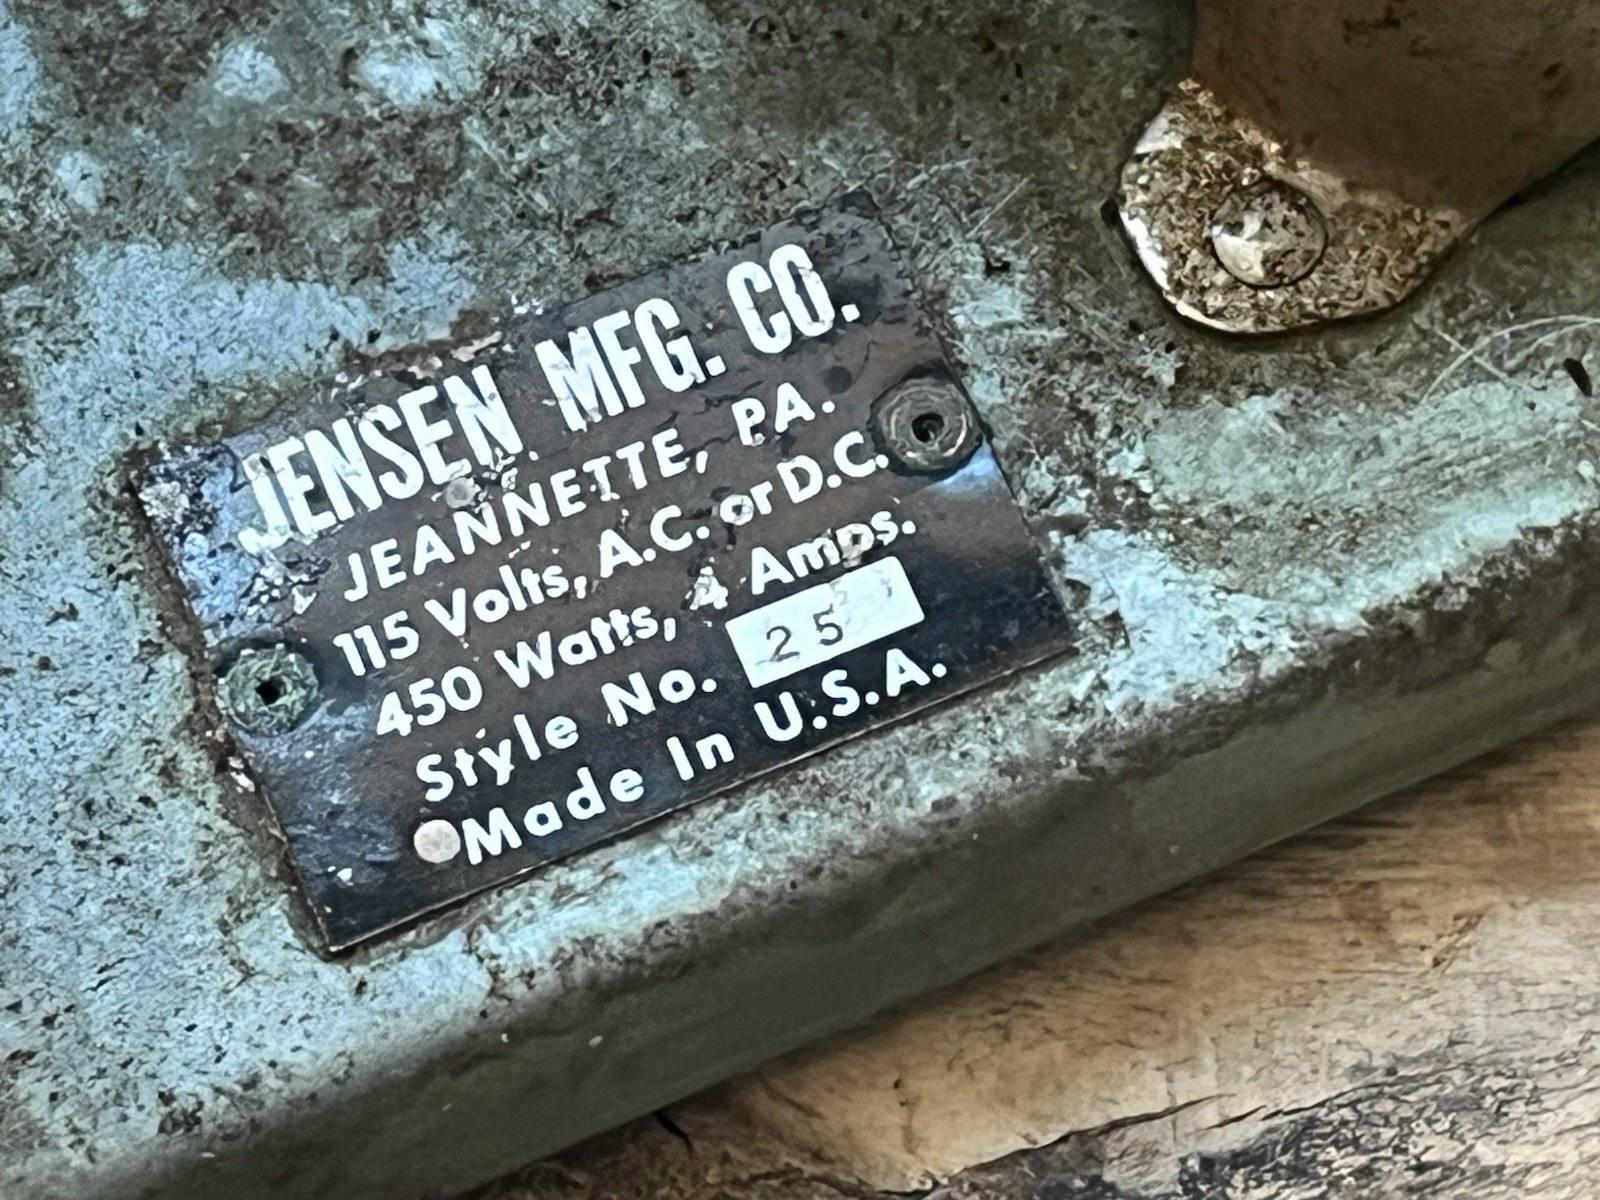 JENSEN MFG. CO.
JEANNETTE, PA.
115 Volts, A.C. or D.C.
450 Watts, 4 Amps.
Style No. 25
Made In U.S.A.